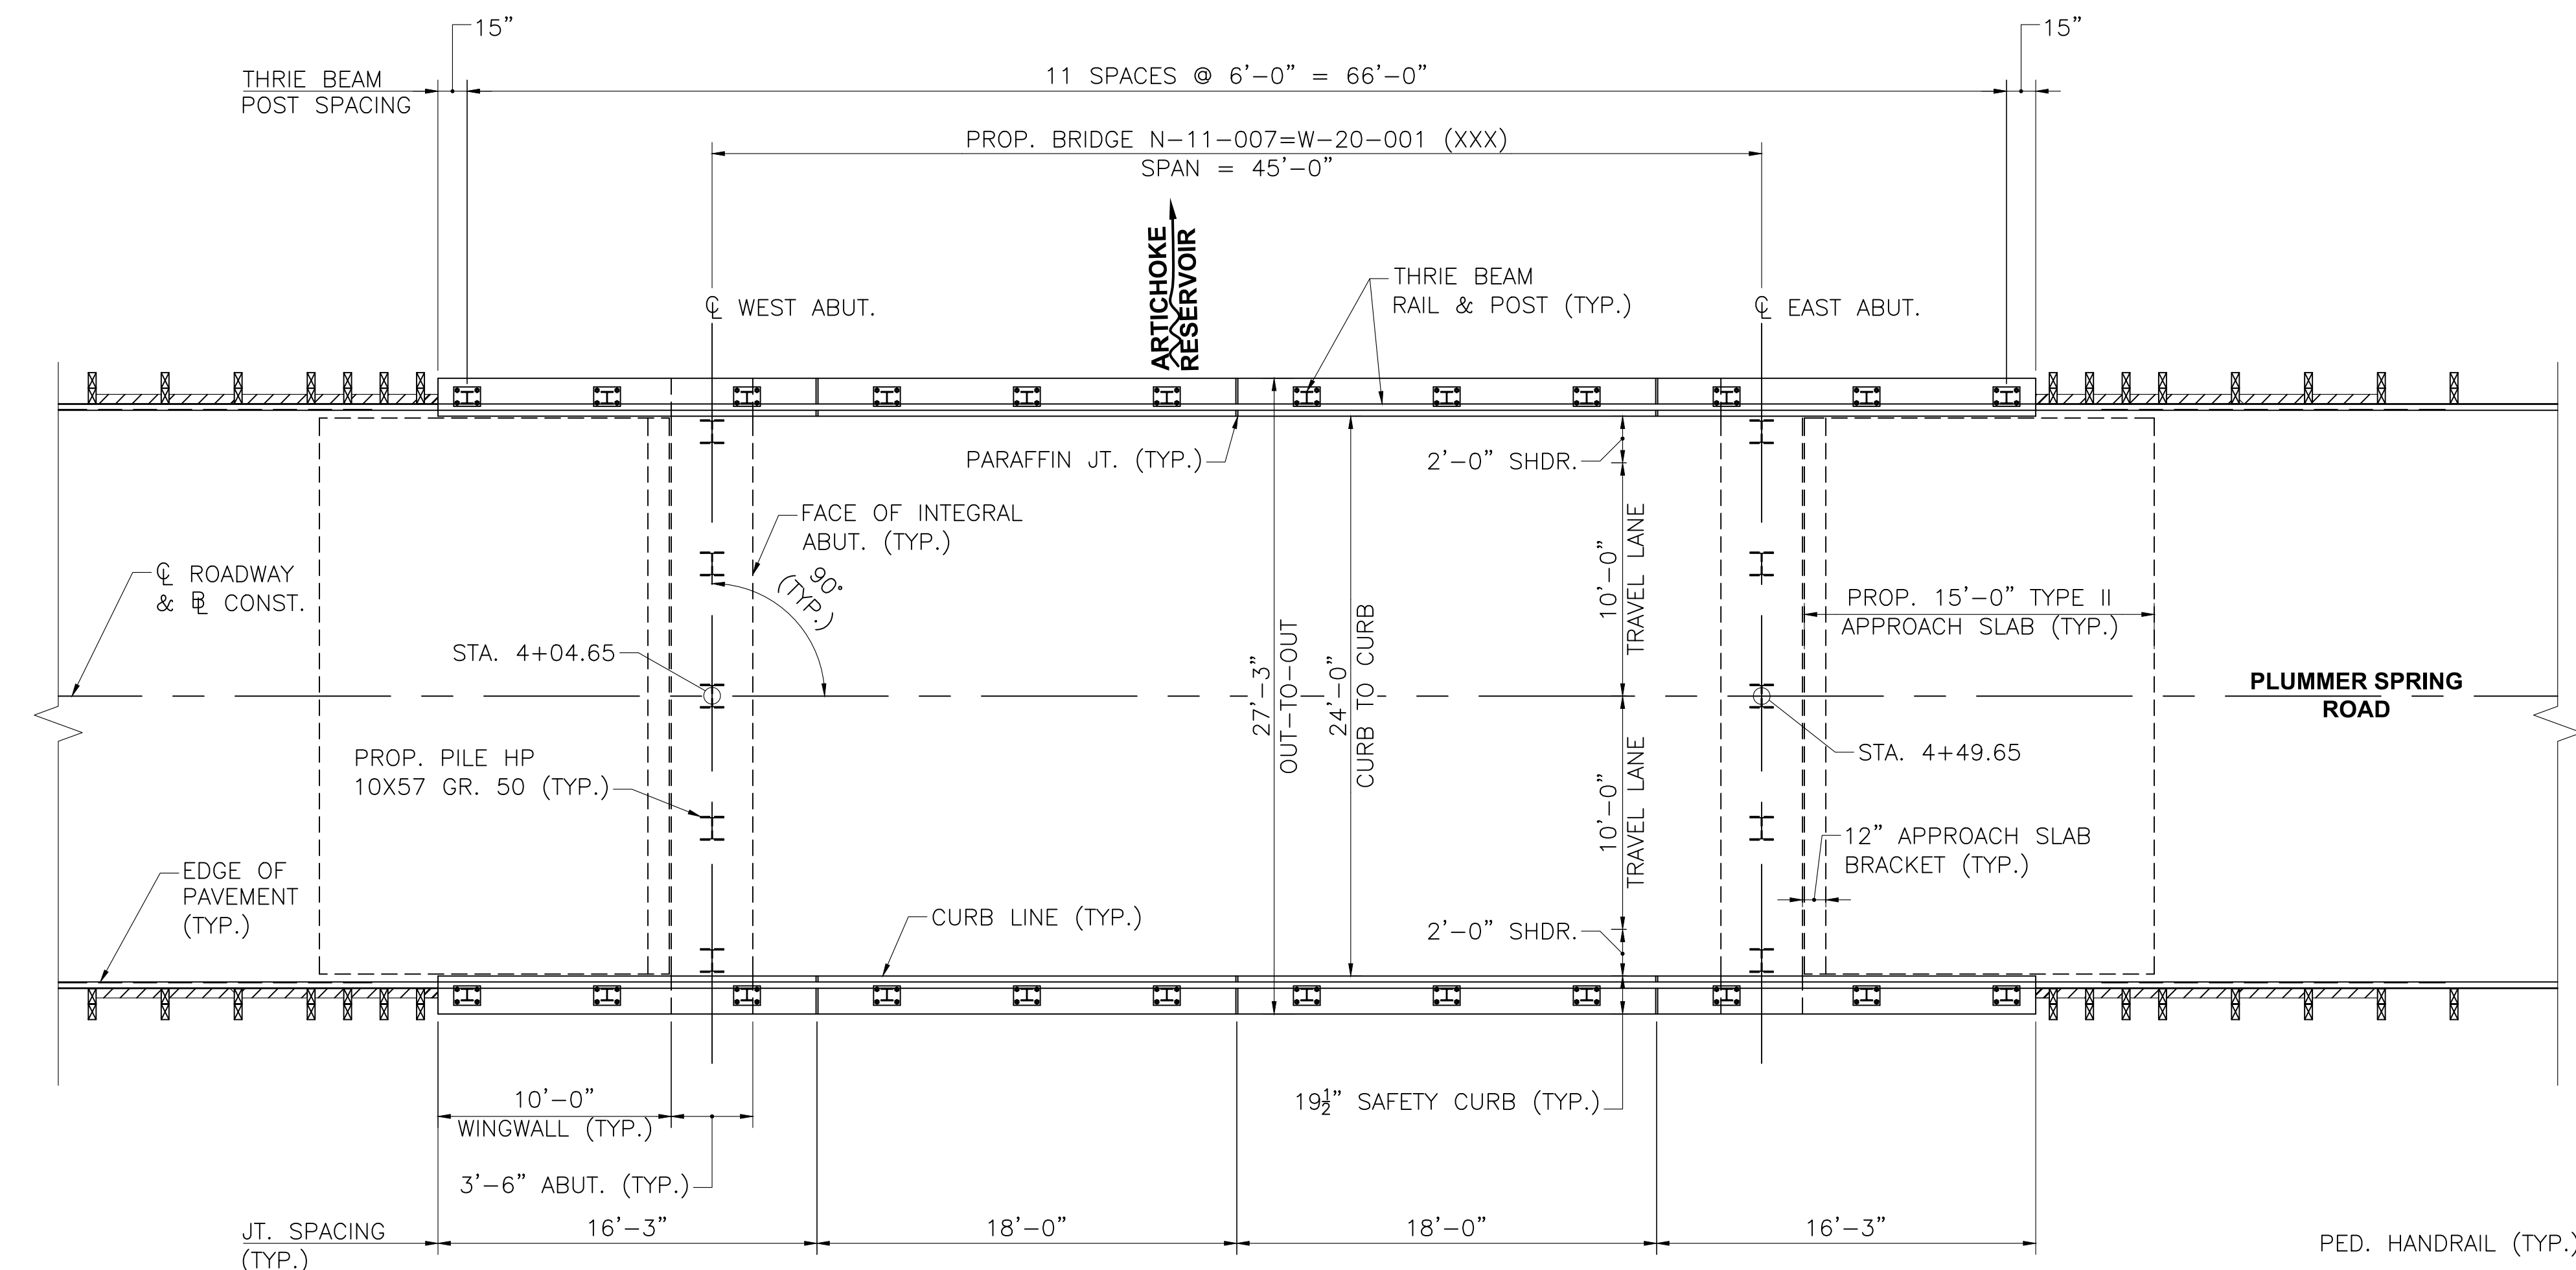 15”
15”
THRIE BEAM
POST SPACING
11 SPACES @ 6’-0” = 66’-0”
PROP. BRIDGE N-11-007=W-20-001 (XXX)
SPAN = 45’-0”
ARTICHOKE
RESERVOIR
THRIE BEAM
RAIL & POST (TYP.)
℄ WEST ABUT.
℄ EAST ABUT.
PARAFFIN JT. (TYP.)
2’-0” SHDR.
FACE OF INTEGRAL
ABUT. (TYP.)
90°
(TYP.)
℄ ROADWAY
& BL CONST.
10’-0”
TRAVEL LANE
PROP. 15’-0” TYPE II
APPROACH SLAB (TYP.)
STA. 4+04.65
27’-3”
OUT-TO-OUT
24’-0”
CURB TO CURB
PLUMMER SPRING
ROAD
PROP. PILE HP
10X57 GR. 50 (TYP.)
10’-0”
TRAVEL LANE
STA. 4+49.65
12” APPROACH SLAB
BRACKET (TYP.)
EDGE OF
PAVEMENT
(TYP.)
CURB LINE (TYP.)
2’-0” SHDR.
10’-0”
WINGWALL (TYP.)
19½” SAFETY CURB (TYP.)
3’-6” ABUT. (TYP.)
JT. SPACING
(TYP.)
16’-3”
18’-0”
18’-0”
16’-3”
PED. HANDRAIL (TYP.)